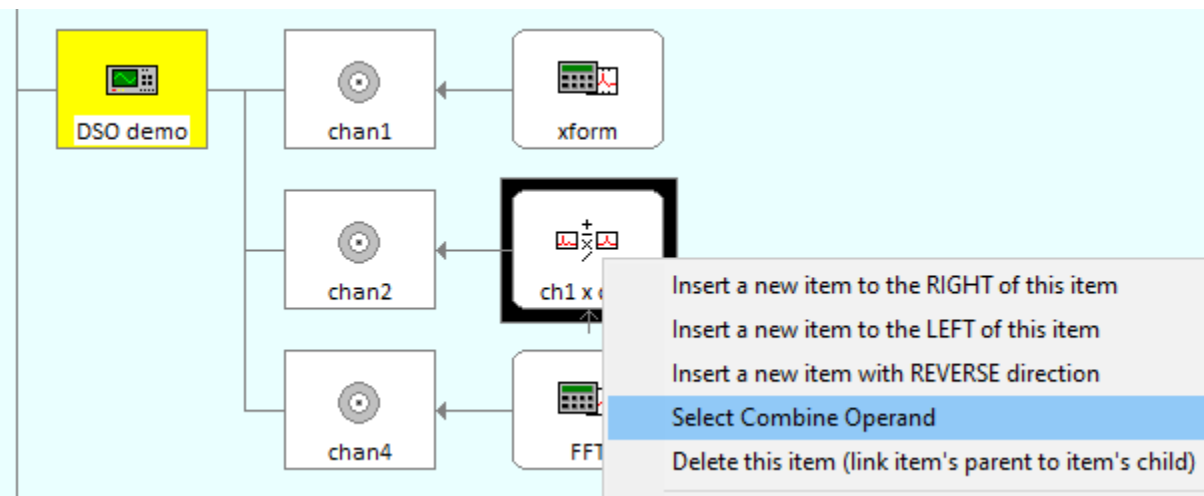 DSO demo
chan1
xform
chan2
ch1 x
chan4
FFT
Insert a new item to the RIGHT of this item
Insert a new item to the LEFT of this item
Insert a new item with REVERSE direction
Select Combine Operand
Delete this item (link item's parent to item's child)